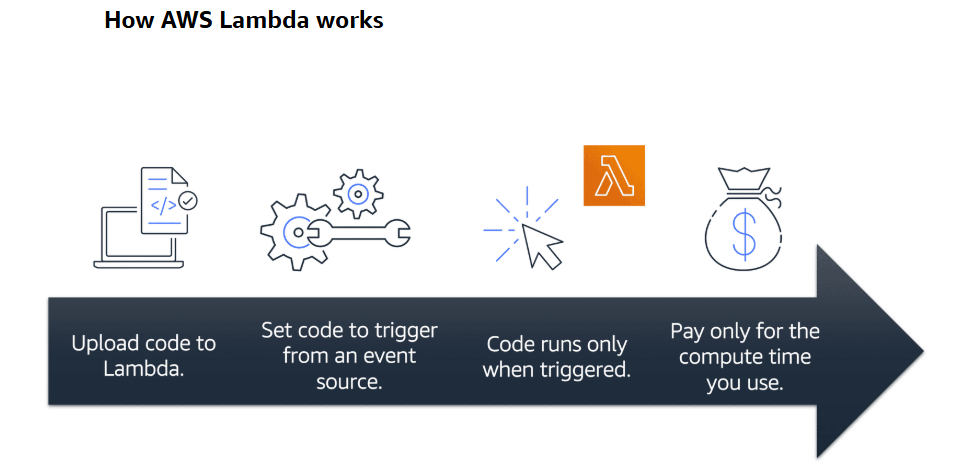 How AWS Lambda works
</>
λ
$
Upload code to
Lambda.
Set code to trigger
from an event
source.
Code runs only
when triggered.
Pay only for the
compute time
you use.